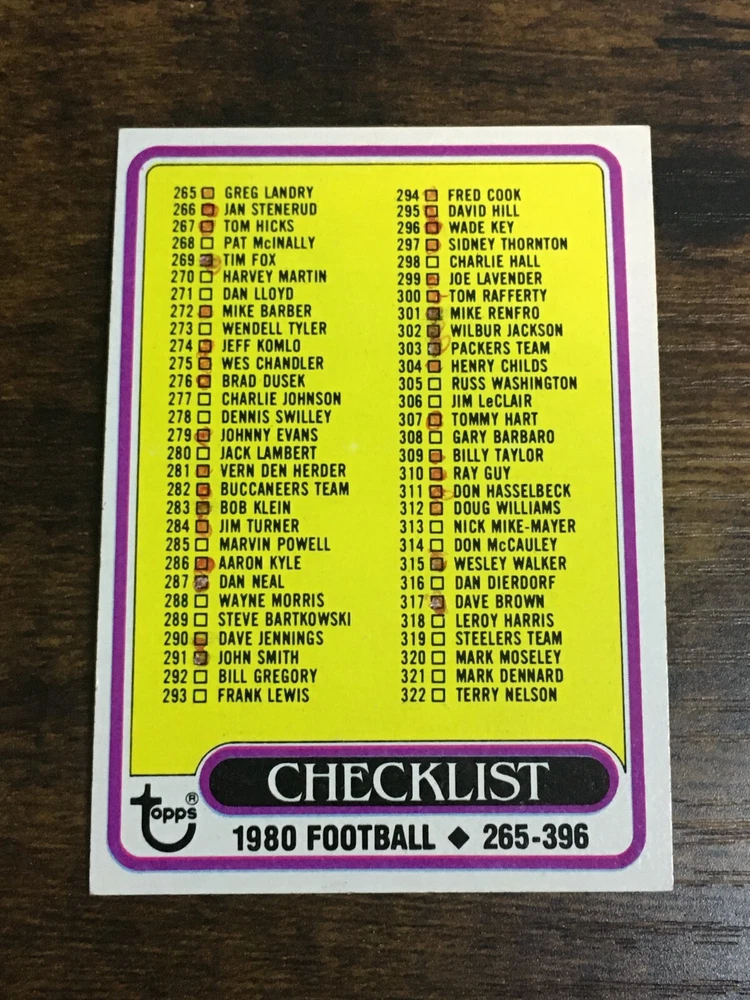 265 GREG LANDRY
266 JAN STENERUD
267 TOM HICKS
268 PAT McINALLY
269 TIM FOX
270 HARVEY MARTIN
271 DAN LLOYD
272 MIKE BARBER
273 WENDELL TYLER
274 JEFF KOMLO
275 WES CHANDLER
276 BRAD DUSEK
277 CHARLIE JOHNSON
278 DENNIS SWILLEY
279 JOHNNY EVANS
280 JACK LAMBERT
281 VERN DEN HERDER
282 BUCCANEERS TEAM
283 BOB KLEIN
284 JIM TURNER
285 MARVIN POWELL
286 AARON KYLE
287 DAN NEAL
288 WAYNE MORRIS
289 STEVE BARTKOWSKI
290 DAVE JENNINGS
291 JOHN SMITH
292 BILL GREGORY
293 FRANK LEWIS
294 FRED COOK
295 DAVID HILL
296 WADE KEY
297 SIDNEY THORNTON
298 CHARLIE HALL
299 JOE LAVENDER
300 TOM RAFFERTY
301 MIKE RENFRO
302 WILBUR JACKSON
303 PACKERS TEAM
304 HENRY CHILDS
305 RUSS WASHINGTON
306 JIM LeCLAIR
307 TOMMY HART
308 GARY BARBARO
309 BILLY TAYLOR
310 RAY GUY
311 DON HASSELBECK
312 DOUG WILLIAMS
313 NICK MIKE-MAYER
314 DON McCAULEY
315 WESLEY WALKER
316 DAN DIERDORF
317 DAVE BROWN
318 LEROY HARRIS
319 STEELERS TEAM
320 MARK MOSELEY
321 MARK DENNARD
322 TERRY NELSON
CHECKLIST
topps®
1980 FOOTBALL ◆ 265-396